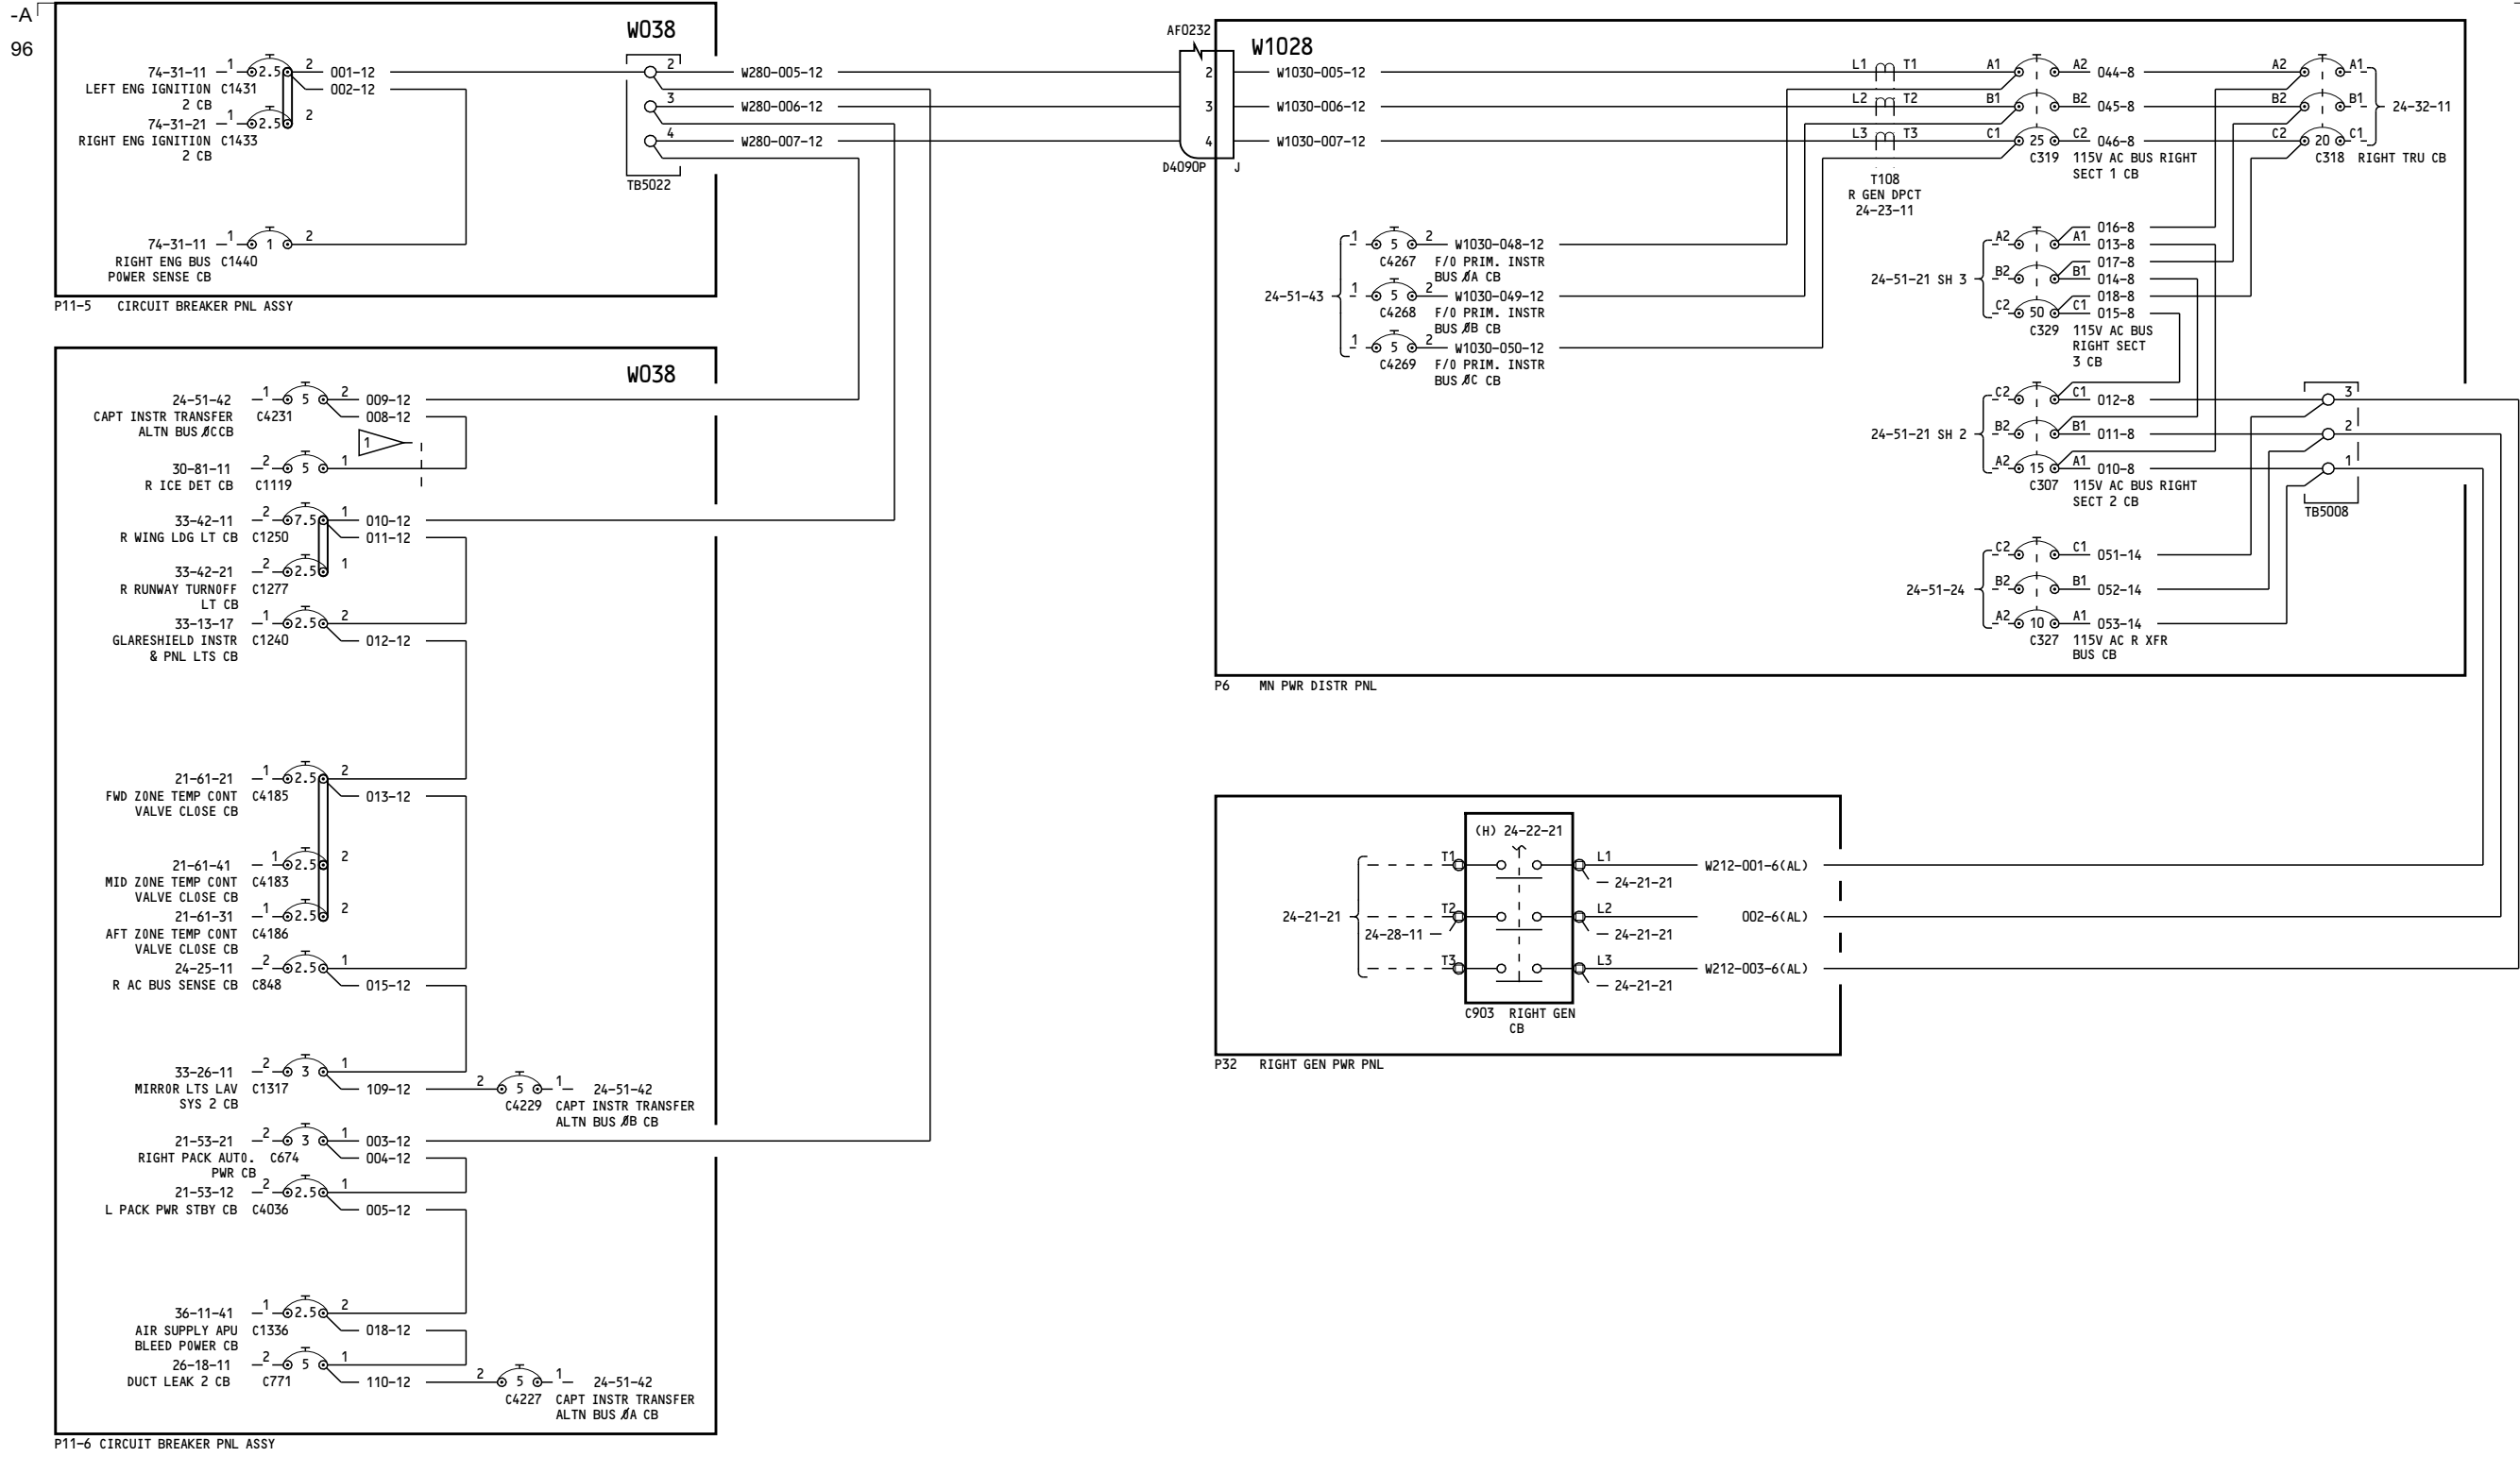 -A
96
W038
74-31-11 1 2.5 2 001-12
LEFT ENG IGNITION C1431 002-12
2 CB
74-31-21 1 2.5 2
RIGHT ENG IGNITION C1433
2 CB
2
3
4
TB5022
74-31-11 1 1 2
RIGHT ENG BUS C1440
POWER SENSE CB
P11-5 CIRCUIT BREAKER PNL ASSY
W280-005-12
W280-006-12
W280-007-12
AF0232
2
3
4
D4090P J
W1028
W1030-005-12 L1 T1 A1 A2 044-8 A2 A1
W1030-006-12 L2 T2 B1 B2 045-8 B2 B1 24-32-11
W1030-007-12 L3 T3 C1 25 C2 046-8 C2 20 C1
C319 115V AC BUS RIGHT
SECT 1 CB
C318 RIGHT TRU CB
T108
R GEN DPCT
24-23-11
24-51-43
1 5 2 W1030-048-12
C4267 F/O PRIM. INSTR
BUS ØA CB
1 5 2 W1030-049-12
C4268 F/O PRIM. INSTR
BUS ØB CB
1 5 2 W1030-050-12
C4269 F/O PRIM. INSTR
BUS ØC CB
016-8
A2 A1 013-8
017-8
24-51-21 SH 3 B2 B1 014-8
018-8
C2 50 C1 015-8
C329 115V AC BUS
RIGHT SECT
3 CB
C2 C1 012-8 3
24-51-21 SH 2 B2 B1 011-8 2
A2 15 A1 010-8 1
C307 115V AC BUS RIGHT
SECT 2 CB
TB5008
C2 C1 051-14
24-51-24 B2 B1 052-14
A2 10 A1 053-14
C327 115V AC R XFR
BUS CB
P6 MN PWR DISTR PNL
W038
24-51-42 1 5 2 009-12
CAPT INSTR TRANSFER C4231 008-12
ALTN BUS ØCCB
1
30-81-11 2 5 1
R ICE DET CB C1119
33-42-11 2 7.5 1 010-12
R WING LDG LT CB C1250 011-12
33-42-21 2 2.5 1
R RUNWAY TURNOFF C1277
LT CB
33-13-17 1 2.5 2
GLARESHIELD INSTR C1240 012-12
& PNL LTS CB
21-61-21 1 2.5 2
FWD ZONE TEMP CONT C4185 013-12
VALVE CLOSE CB
21-61-41 1 2.5 2
MID ZONE TEMP CONT C4183
VALVE CLOSE CB
21-61-31 1 2.5 2
AFT ZONE TEMP CONT C4186
VALVE CLOSE CB
24-25-11 2 2.5 1
R AC BUS SENSE CB C848 015-12
33-26-11 2 3 1
MIRROR LTS LAV C1317 109-12 2 5 1 24-51-42
SYS 2 CB
C4229 CAPT INSTR TRANSFER
ALTN BUS ØB CB
21-53-21 2 3 1 003-12
RIGHT PACK AUTO. C674 004-12
PWR CB
21-53-12 2 2.5 1
L PACK PWR STBY CB C4036 005-12
36-11-41 1 2.5 2
AIR SUPPLY APU C1336 018-12
BLEED POWER CB
26-18-11 2 5 1
DUCT LEAK 2 CB C771 110-12 2 5 1 24-51-42
C4227 CAPT INSTR TRANSFER
ALTN BUS ØA CB
P11-6 CIRCUIT BREAKER PNL ASSY
(H) 24-22-21
T1 L1 W212-001-6(AL)
24-21-21
24-21-21 T2 L2 002-6(AL)
24-28-11 24-21-21
T3 L3 W212-003-6(AL)
24-21-21
C903 RIGHT GEN
CB
P32 RIGHT GEN PWR PNL